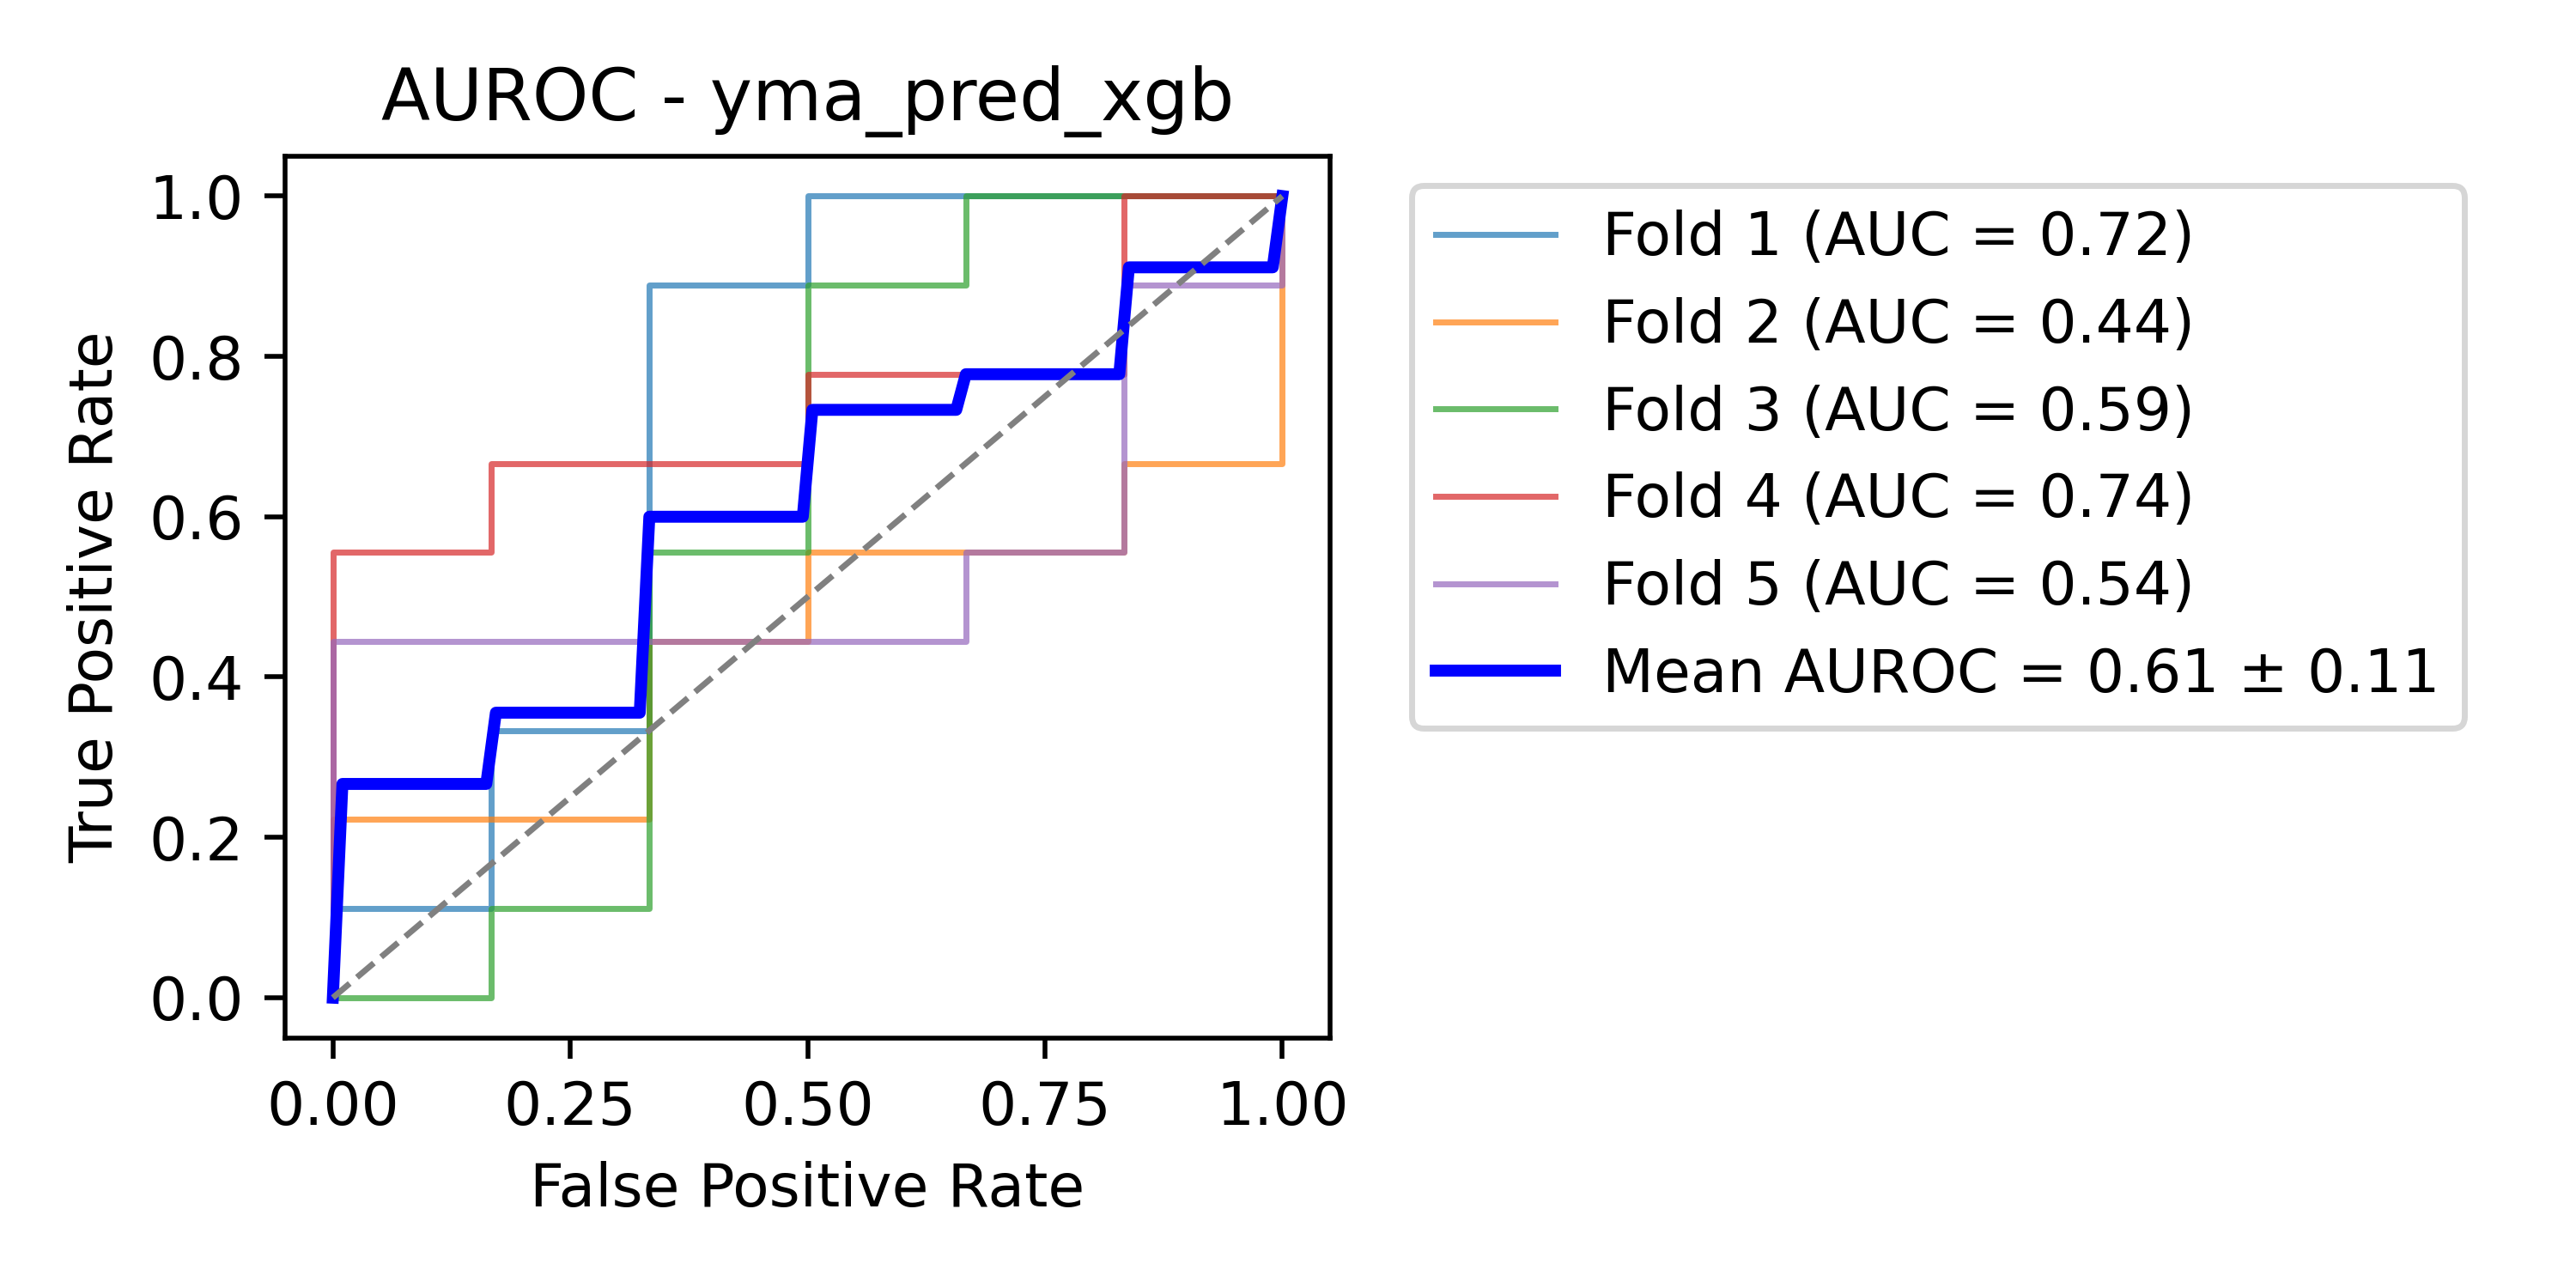 AUROC - yma_pred_xgb
True Positive Rate
1.0
0.8
0.6
0.4
0.2
0.0
0.00 0.25 0.50 0.75 1.00
False Positive Rate
Fold 1 (AUC = 0.72)
Fold 2 (AUC = 0.44)
Fold 3 (AUC = 0.59)
Fold 4 (AUC = 0.74)
Fold 5 (AUC = 0.54)
Mean AUROC = 0.61 ± 0.11